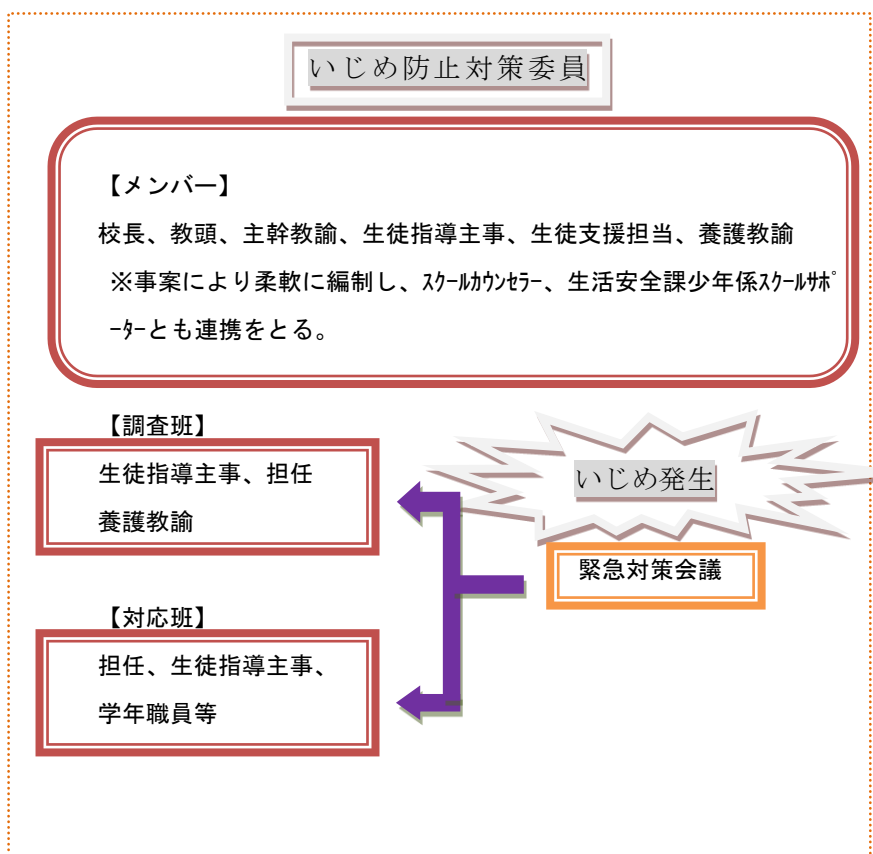 いじめ防止対策委員
【メンバー】
校長、教頭、主幹教諭、生徒指導主事、生徒支援担当、養護教諭
※事案により柔軟に編制し、ｽｸｰﾙｶｳﾝｾﾗｰ、生活安全課少年係ｽｸｰﾙｻﾎﾟ
ｰﾀｰとも連携をとる。
【調査班】
生徒指導主事、担任
養護教諭
いじめ発生
緊急対策会議
【対応班】
担任、生徒指導主事、
学年職員等